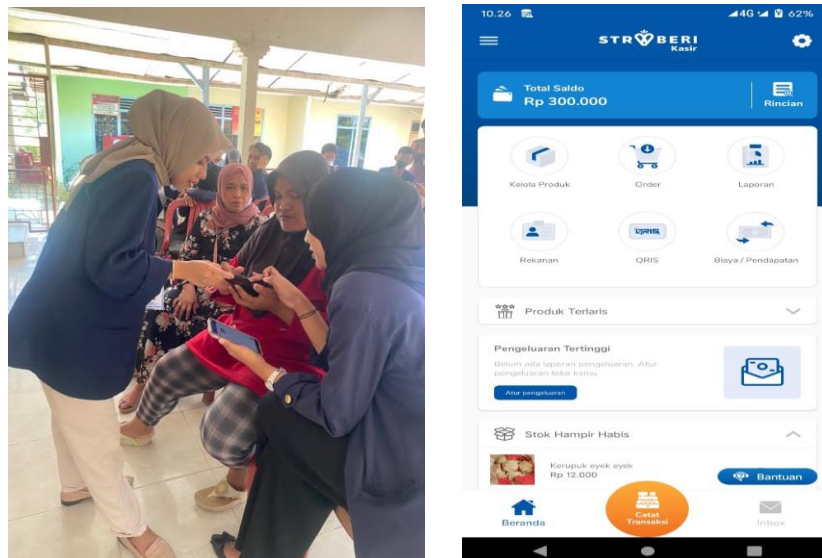 10.26
4G
62%
STROBERI
Kasir
Total Saldo
Rp 300.000
Rincian
Kelola Produk
Order
Laporan
Rekanan
QRIS
QRIS
Biaya / Pendapatan
Produk Terlaris
Pengeluaran Tertinggi
Belum ada laporan pengeluaran. Atur
pengeluaran toko kamu
Atur pengeluaran
Stok Hampir Habis
Kerupuk eyek eyek
Rp 12.000
Bantuan
Beranda
Catat
Transaksi
Inbox